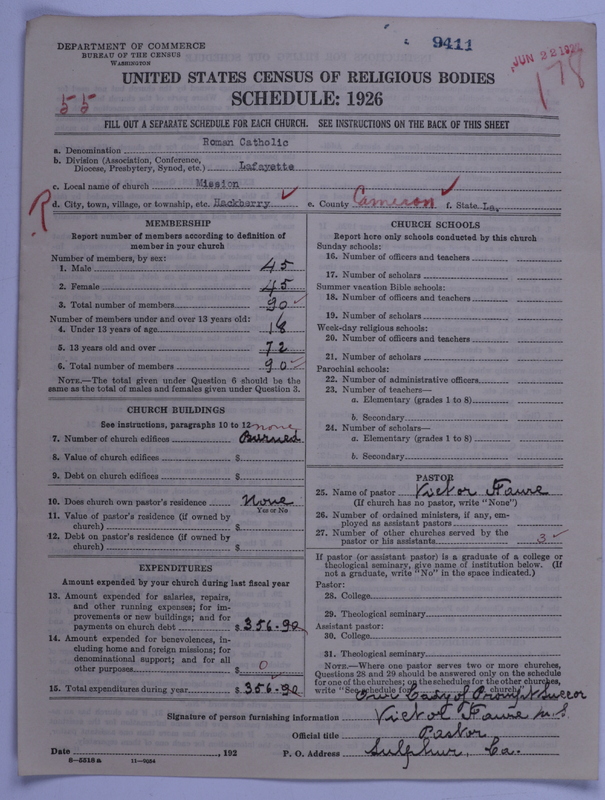 9411
JUN 22 192
178
DEPARTMENT OF COMMERCE
BUREAU OF THE CENSUS
WASHINGTON
UNITED STATES CENSUS OF RELIGIOUS BODIES
SCHEDULE: 1926
55
FILL OUT A SEPARATE SCHEDULE FOR EACH CHURCH. SEE INSTRUCTIONS ON THE BACK OF THIS SHEET
a. Denomination Roman Catholic
b. Division (Association, Conference,
Diocese, Presbytery, Synod, etc.) Lafayette
c. Local name of church Mission
R d. City, town, village, or township, etc. Hackberry e. County Cameron f. State La.
MEMBERSHIP
Report number of members according to definition of
member in your church
Number of members, by sex:
1. Male 45
2. Female 45
3. Total number of members 90
Number of members under and over 13 years old:
4. Under 13 years of age 18
5. 13 years old and over 72
6. Total number of members 90
NOTE.—The total given under Question 6 should be the
same as the total of males and females given under Question 3.
CHURCH BUILDINGS
See instructions, paragraphs 10 to 12 none
7. Number of church edifices Burned
8. Value of church edifices $
9. Debt on church edifices $
10. Does church own pastor's residence None
Yes or No
11. Value of pastor's residence (if owned by
church) $
12. Debt on pastor's residence (if owned by
church) $
EXPENDITURES
Amount expended by your church during last fiscal year
13. Amount expended for salaries, repairs,
and other running expenses; for im-
provements or new buildings; and for
payments on church debt $356.90
14. Amount expended for benevolences, in-
cluding home and foreign missions; for
denominational support; and for all
other purposes $ 0
15. Total expenditures during year $356.90
CHURCH SCHOOLS
Report here only schools conducted by this church
Sunday schools:
16. Number of officers and teachers
17. Number of scholars
Summer vacation Bible schools:
18. Number of officers and teachers
19. Number of scholars
Week-day religious schools:
20. Number of officers and teachers
21. Number of scholars
Parochial schools:
22. Number of administrative officers
23. Number of teachers—
a. Elementary (grades 1 to 8)
b. Secondary
24. Number of scholars—
a. Elementary (grades 1 to 8)
b. Secondary
PASTOR
25. Name of pastor Victor Faure
(If church has no pastor, write "None")
26. Number of ordained ministers, if any, em-
ployed as assistant pastors
27. Number of other churches served by the
pastor or his assistants 3
If pastor (or assistant pastor) is a graduate of a college or
theological seminary, give name of institution below. (If
not a graduate, write "No" in the space indicated.)
Pastor:
28. College
29. Theological seminary
Assistant pastor:
30. College
31. Theological seminary
NOTE.—Where one pastor serves two or more churches,
Questions 28 and 29 should be answered only on the schedule
for one of the churches; on the schedules for the other churches,
write "See schedule for Our Lady of Prompt Succor church"
Signature of person furnishing information Victor Faure
Official title Pastor
Date , 192 P. O. Address Sulphur, La.
8-5518a 11-9084